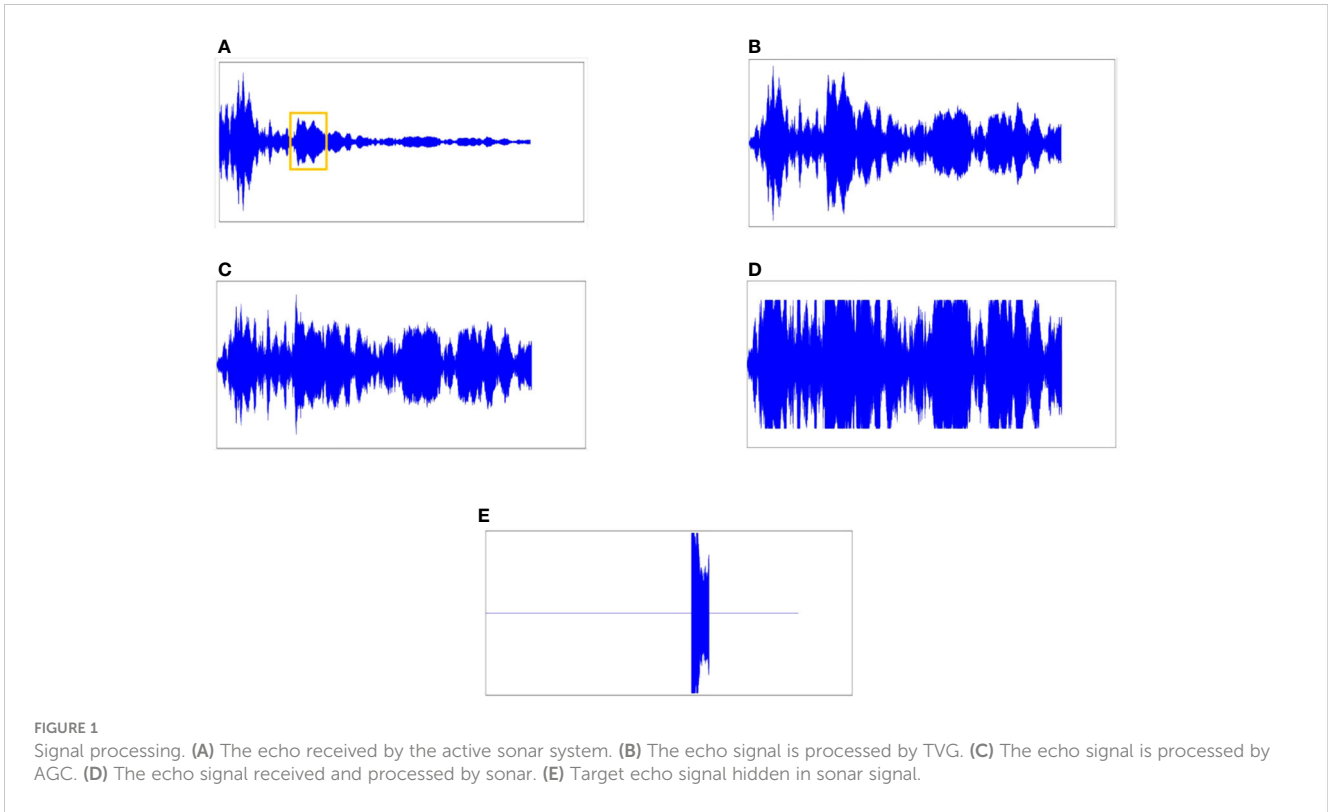 A
B
C
D
E
FIGURE 1
Signal processing. (A) The echo received by the active sonar system. (B) The echo signal is processed by TVG. (C) The echo signal is processed by
AGC. (D) The echo signal received and processed by sonar. (E) Target echo signal hidden in sonar signal.